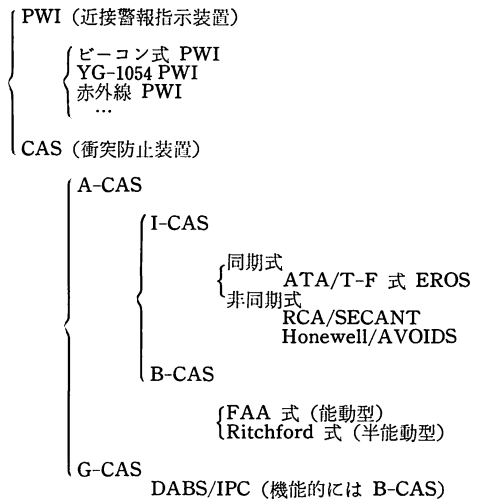 PWI (近接警報指示装置)
ビーコン式 PWI
YG-1054 PWI
赤外線 PWI
…
CAS (衝突防止装置)
A-CAS
I-CAS
同期式
ATA/T-F 式 EROS
非同期式
RCA/SECANT
Honewell/AVOIDS
B-CAS
FAA 式 (能動型)
Ritchford 式 (半能動型)
G-CAS
DABS/IPC (機能的には B-CAS)